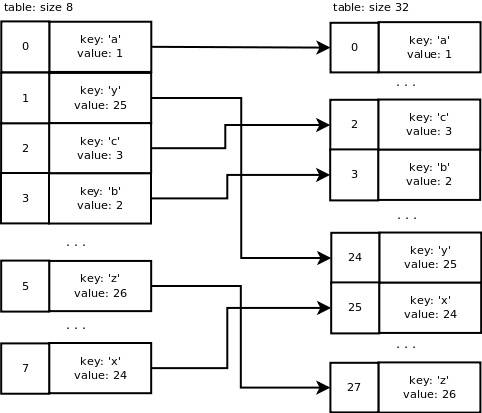 table: size 8
0
key: 'a'
value: 1
1
key: 'y'
value: 25
2
key: 'c'
value: 3
3
key: 'b'
value: 2
. . .
5
key: 'z'
value: 26
. . .
7
key: 'x'
value: 24
table: size 32
0
key: 'a'
value: 1
. . .
2
key: 'c'
value: 3
3
key: 'b'
value: 2
. . .
24
key: 'y'
value: 25
25
key: 'x'
value: 24
. . .
27
key: 'z'
value: 26